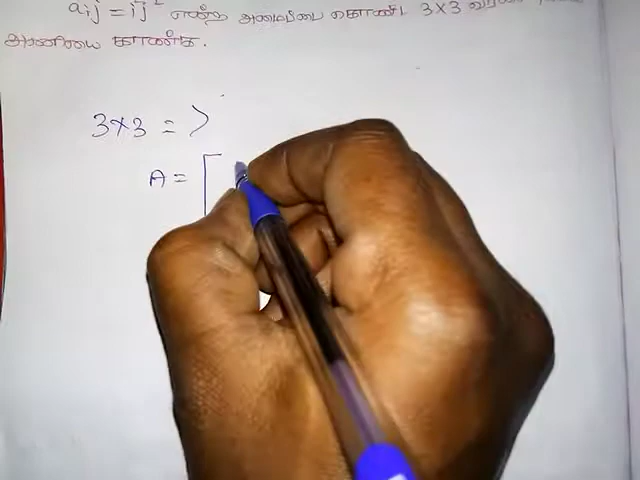 aij = ij² என்ற அமைப்பை கொண்ட 3×3 வரிசை
அணியை காண்க.
3×3 =>
A = [